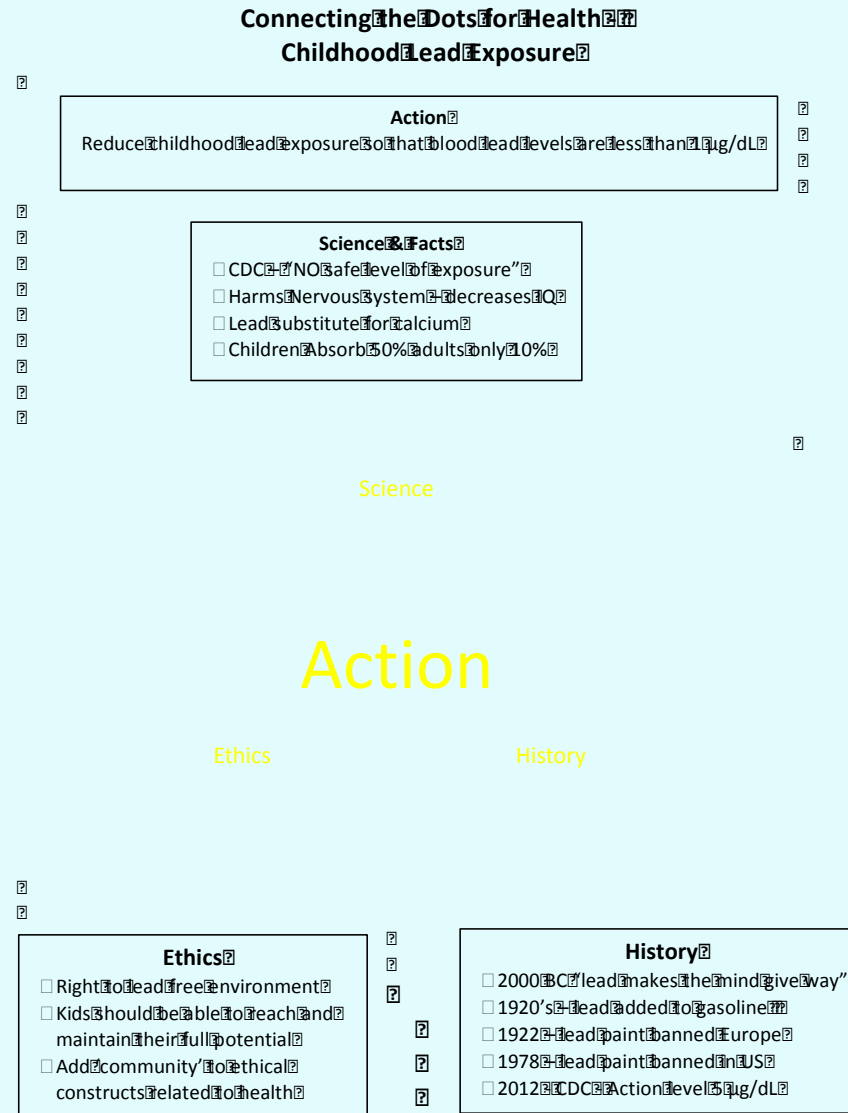 Connecting the Dots for Health -
Childhood Lead Exposure
Action
Reduce childhood lead exposure so that blood lead levels are less than 1 µg/dL
Science & Facts
CDC – “NO safe level of exposure”
Harms Nervous system – decreases IQ
Lead substitute for calcium
Children Absorb 50% adults only 10%
Science
Action
Ethics History
Ethics
Right to lead free environment
Kids should be able to reach and
maintain their full potential
Add ‘community’ to ethical
constructs related to health
History
2000 BC “lead makes the mind give way”
1920's – lead added to gasoline
1922 – lead paint banned Europe
1978 – lead paint banned in US
2012 - CDC - Action level 5 µg/dL